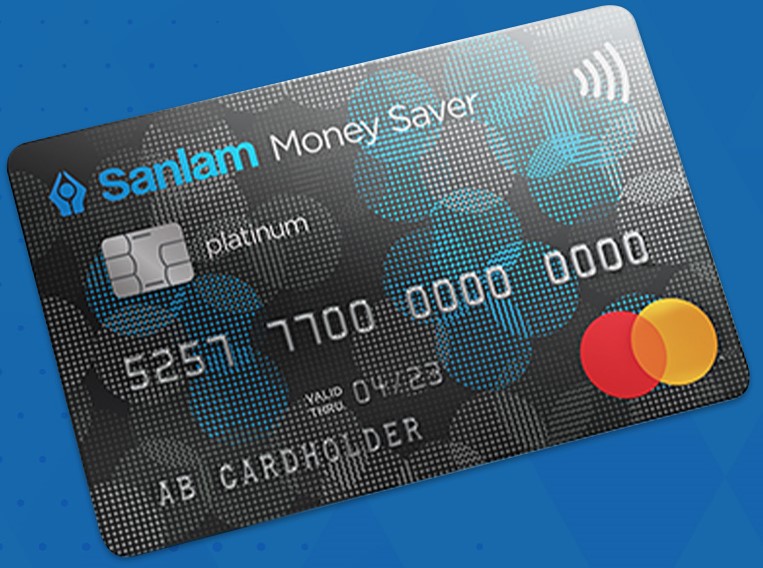 Sanlam Money Saver
platinum
5257 7700 0000 0000
VALID THRU 04/23
AB CARDHOLDER